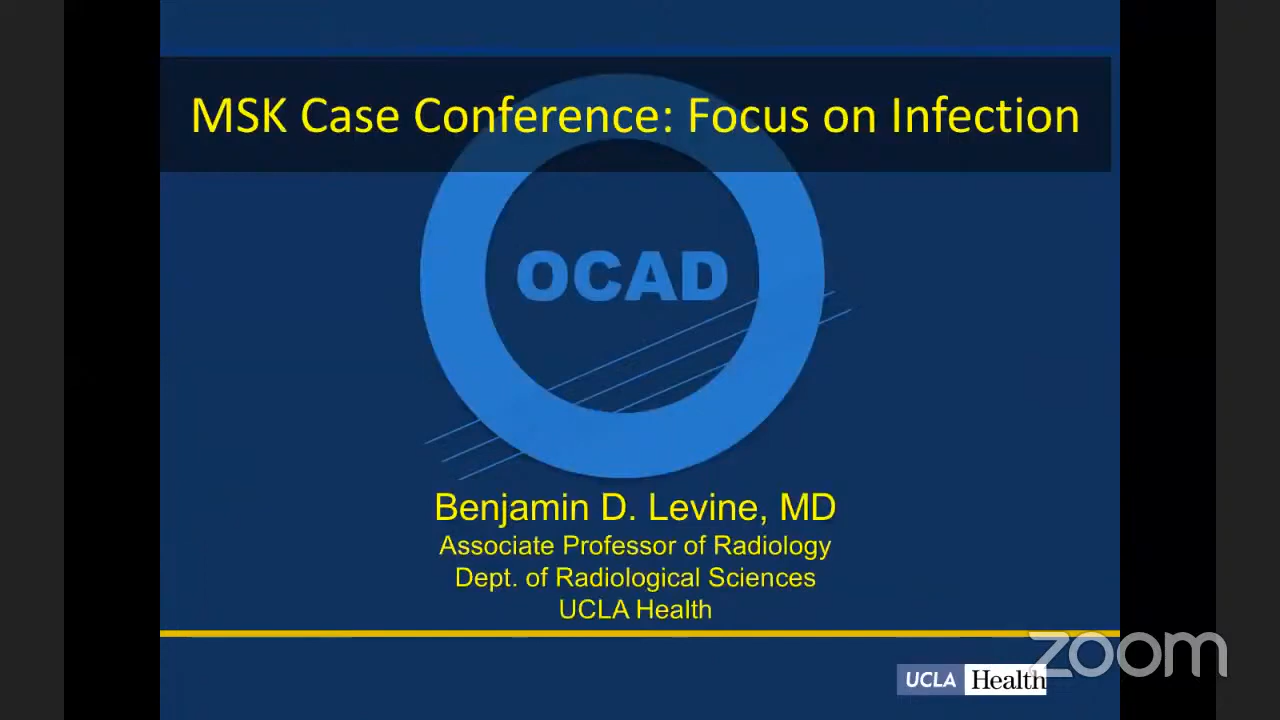 MSK Case Conference: Focus on Infection
OCAD
Benjamin D. Levine, MD
Associate Professor of Radiology
Dept. of Radiological Sciences
UCLA Health
zoom
UCLA Health